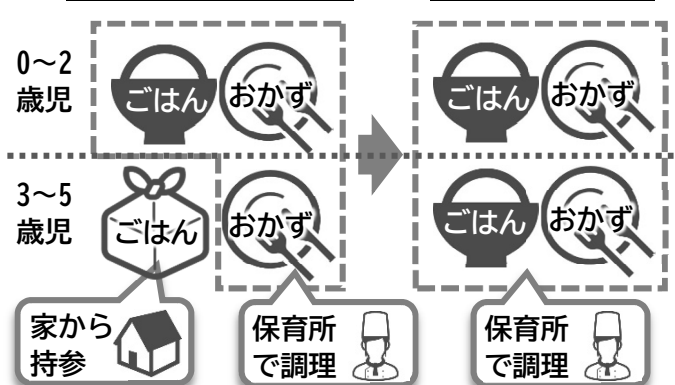 0～2
歳児
ごはん
おかず
ごはん
おかず
3～5
歳児
ごはん
おかず
ごはん
おかず
家から
持参
保育所
で調理
保育所
で調理